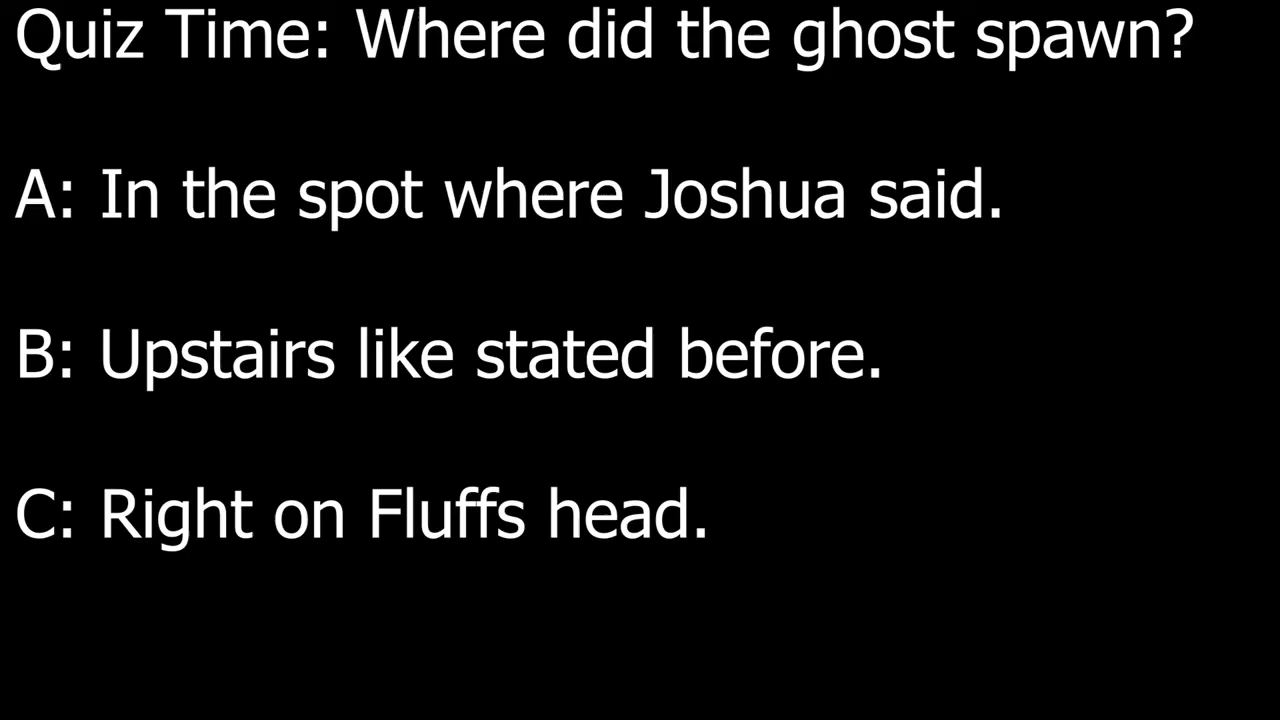 Quiz Time: Where did the ghost spawn?
A: In the spot where Joshua said.
B: Upstairs like stated before.
C: Right on Fluffs head.